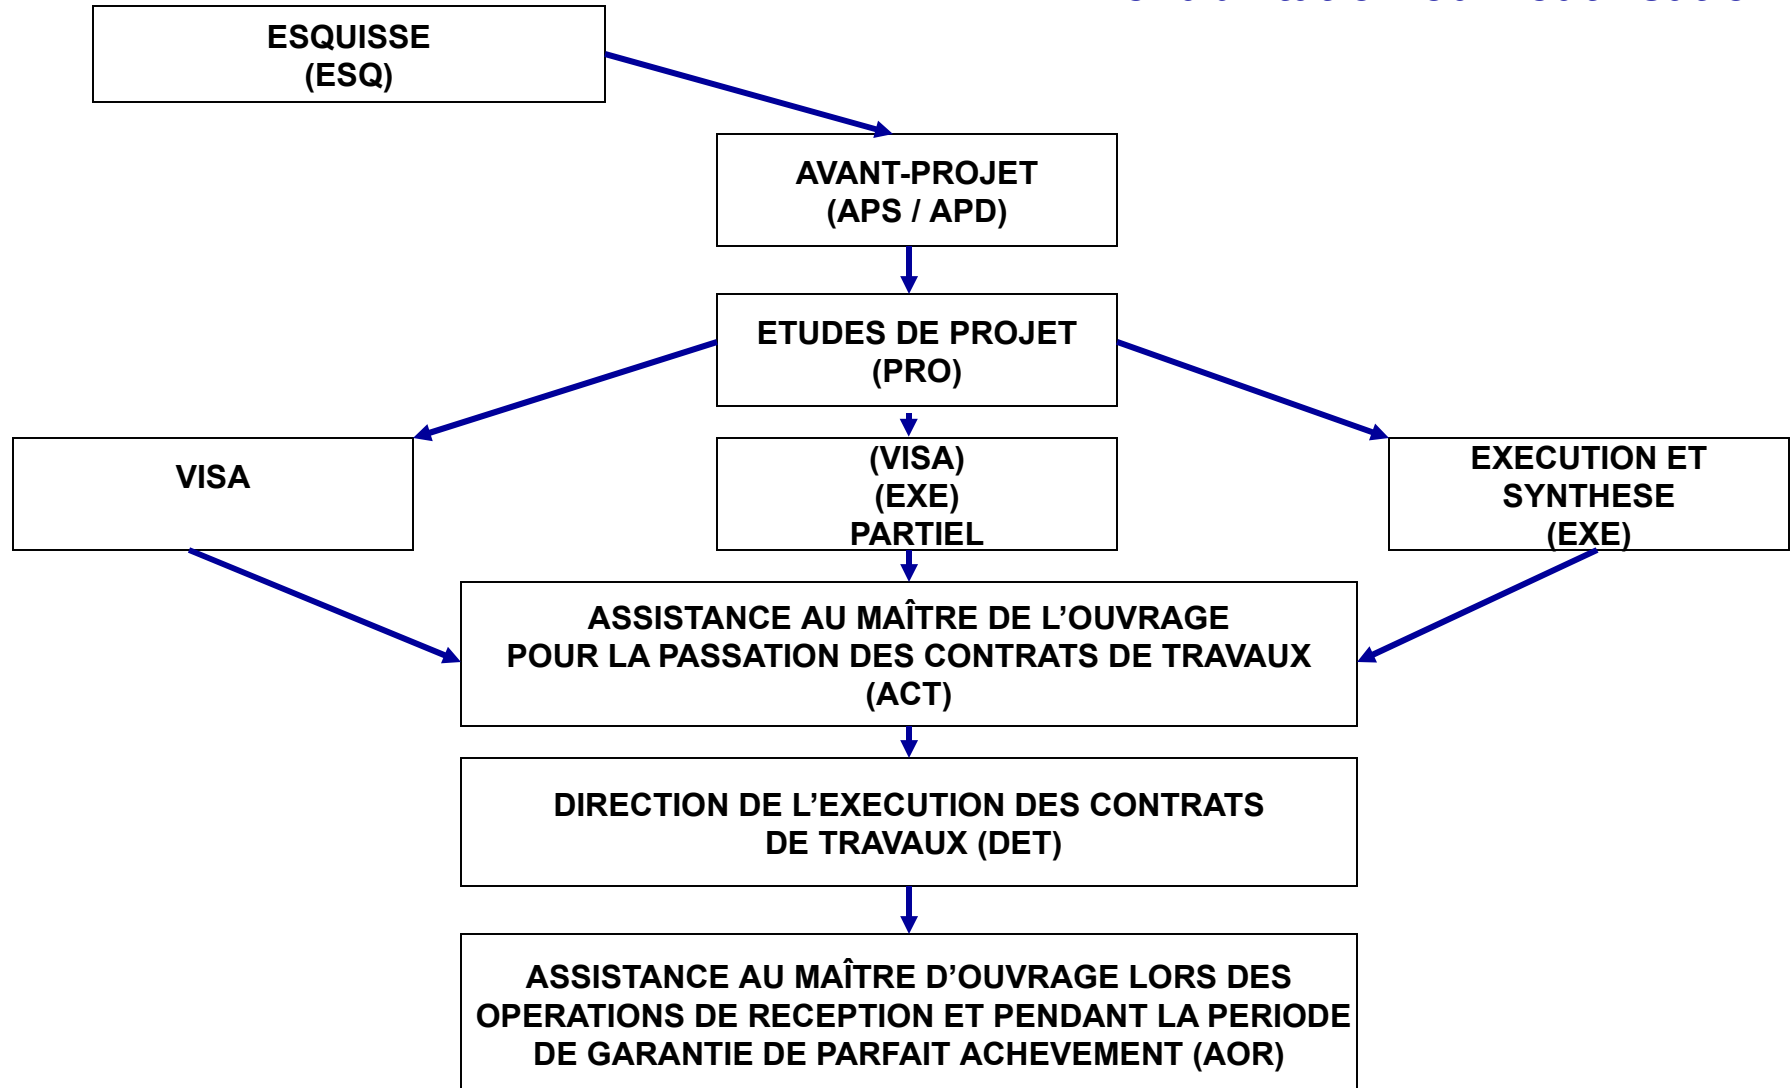 ESQUISSE
(ESQ)
AVANT-PROJET
(APS / APD)
ETUDES DE PROJET
(PRO)
VISA
(VISA)
(EXE)
PARTIEL
EXECUTION ET
SYNTHESE
(EXE)
ASSISTANCE AU MAÎTRE DE L’OUVRAGE
POUR LA PASSATION DES CONTRATS DE TRAVAUX
(ACT)
DIRECTION DE L’EXECUTION DES CONTRATS
DE TRAVAUX (DET)
ASSISTANCE AU MAÎTRE D’OUVRAGE LORS DES
OPERATIONS DE RECEPTION ET PENDANT LA PERIODE
DE GARANTIE DE PARFAIT ACHEVEMENT (AOR)